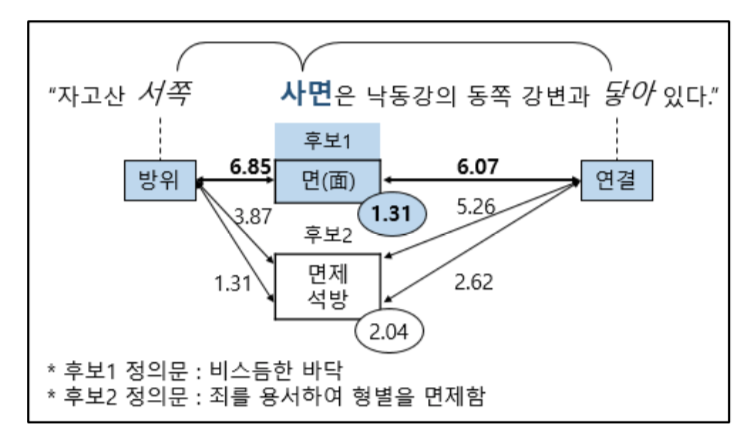 “자고산 서쪽 사면은 낙동강의 동쪽 강변과 닿아 있다.”
후보1
방위 6.85 면(面) 6.07 연결
1.31
3.87 5.26
후보2
1.31 면제 2.62
석방
2.04
* 후보1 정의문 : 비스듬한 바닥
* 후보2 정의문 : 죄를 용서하여 형별을 면제함